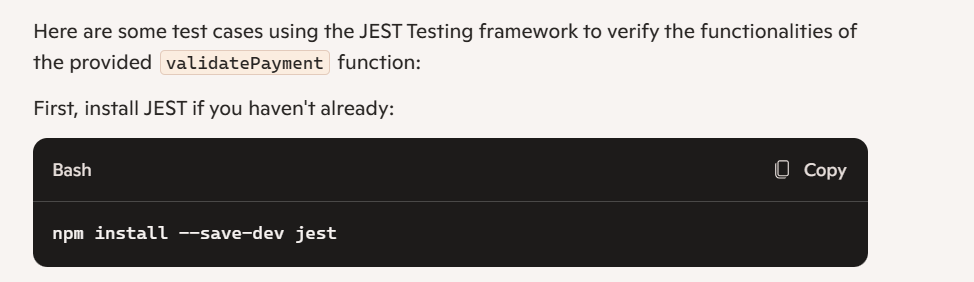 Here are some test cases using the JEST Testing framework to verify the functionalities of
the provided validatePayment function:
First, install JEST if you haven't already:
Bash Copy
npm install --save-dev jest